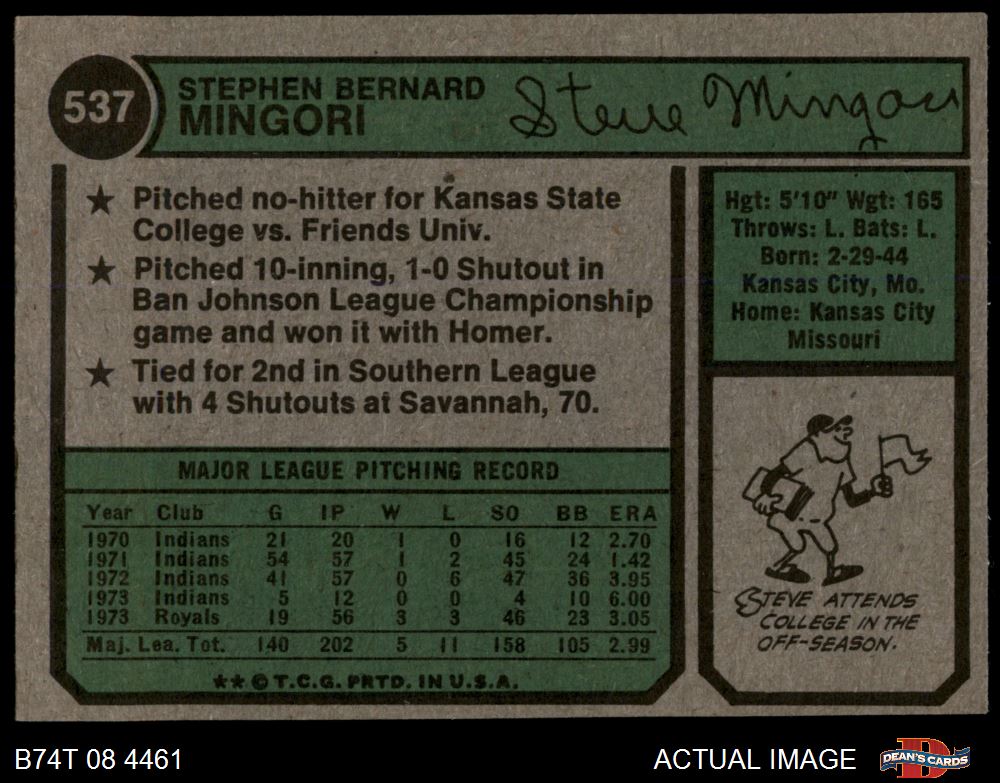 537
STEPHEN BERNARD
MINGORI
Steve Mingori
★ Pitched no-hitter for Kansas State
College vs. Friends Univ.
★ Pitched 10-inning, 1-0 Shutout in
Ban Johnson League Championship
game and won it with Homer.
★ Tied for 2nd in Southern League
with 4 Shutouts at Savannah, 70.
MAJOR LEAGUE PITCHING RECORD
Year Club G IP W L SO BB ERA
1970 Indians 21 20 1 0 16 12 2.70
1971 Indians 54 57 1 2 45 24 1.42
1972 Indians 41 57 0 6 47 36 3.95
1973 Indians 5 12 0 0 4 10 6.00
1973 Royals 19 56 3 3 46 23 3.05
Maj. Lea. Tot. 140 202 5 11 158 105 2.99
★★ © T.C.G. PRTD. IN U.S.A.
Hgt: 5'10" Wgt: 165
Throws: L. Bats: L.
Born: 2-29-44
Kansas City, Mo.
Home: Kansas City
Missouri
STEVE ATTENDS
COLLEGE IN THE
OFF-SEASON.
B74T 08 4461
ACTUAL IMAGE
DEAN'S CARDS